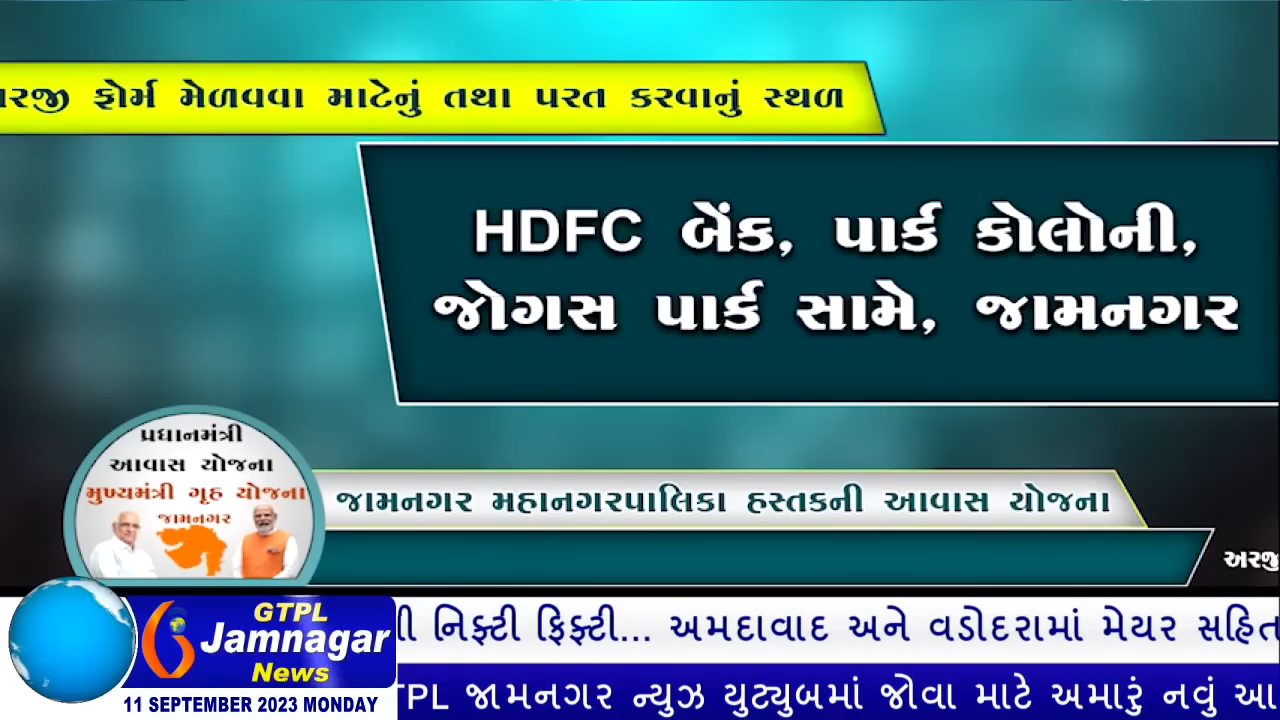 અરજી ફોર્મ મેળવવા માટેનું તથા પરત કરવાનું સ્થળ
HDFC બેંક, પાર્ક કોલોની,
જોગસ પાર્ક સામે, જામનગર
પ્રધાનમંત્રી
આવાસ યોજના
મુખ્યમંત્રી ગૃહ યોજના
જામનગર
જામનગર મહાનગરપાલિકા હસ્તકની આવાસ યોજના
અરજી
GTPL
Jamnagar
News
11 SEPTEMBER 2023 MONDAY
નિફ્ટી ફિફ્ટી... અમદાવાદ અને વડોદરામાં મેયર સહિત
TPL જામનગર ન્યુઝ યુટ્યુબમાં જોવા માટે અમારું નવું આ